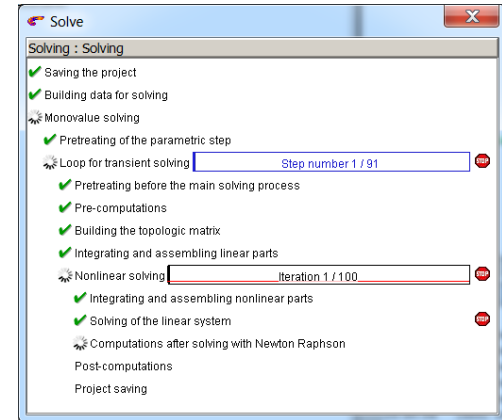 Solve
X
Solving : Solving
Saving the project
Building data for solving
Monovalue solving
Pretreating of the parametric step
Loop for transient solving Step number 1 / 91 STOP
Pretreating before the main solving process
Pre-computations
Building the topologic matrix
Integrating and assembling linear parts
Nonlinear solving Iteration 1 / 100 STOP
Integrating and assembling nonlinear parts
Solving of the linear system STOP
Computations after solving with Newton Raphson
Post-computations
Project saving